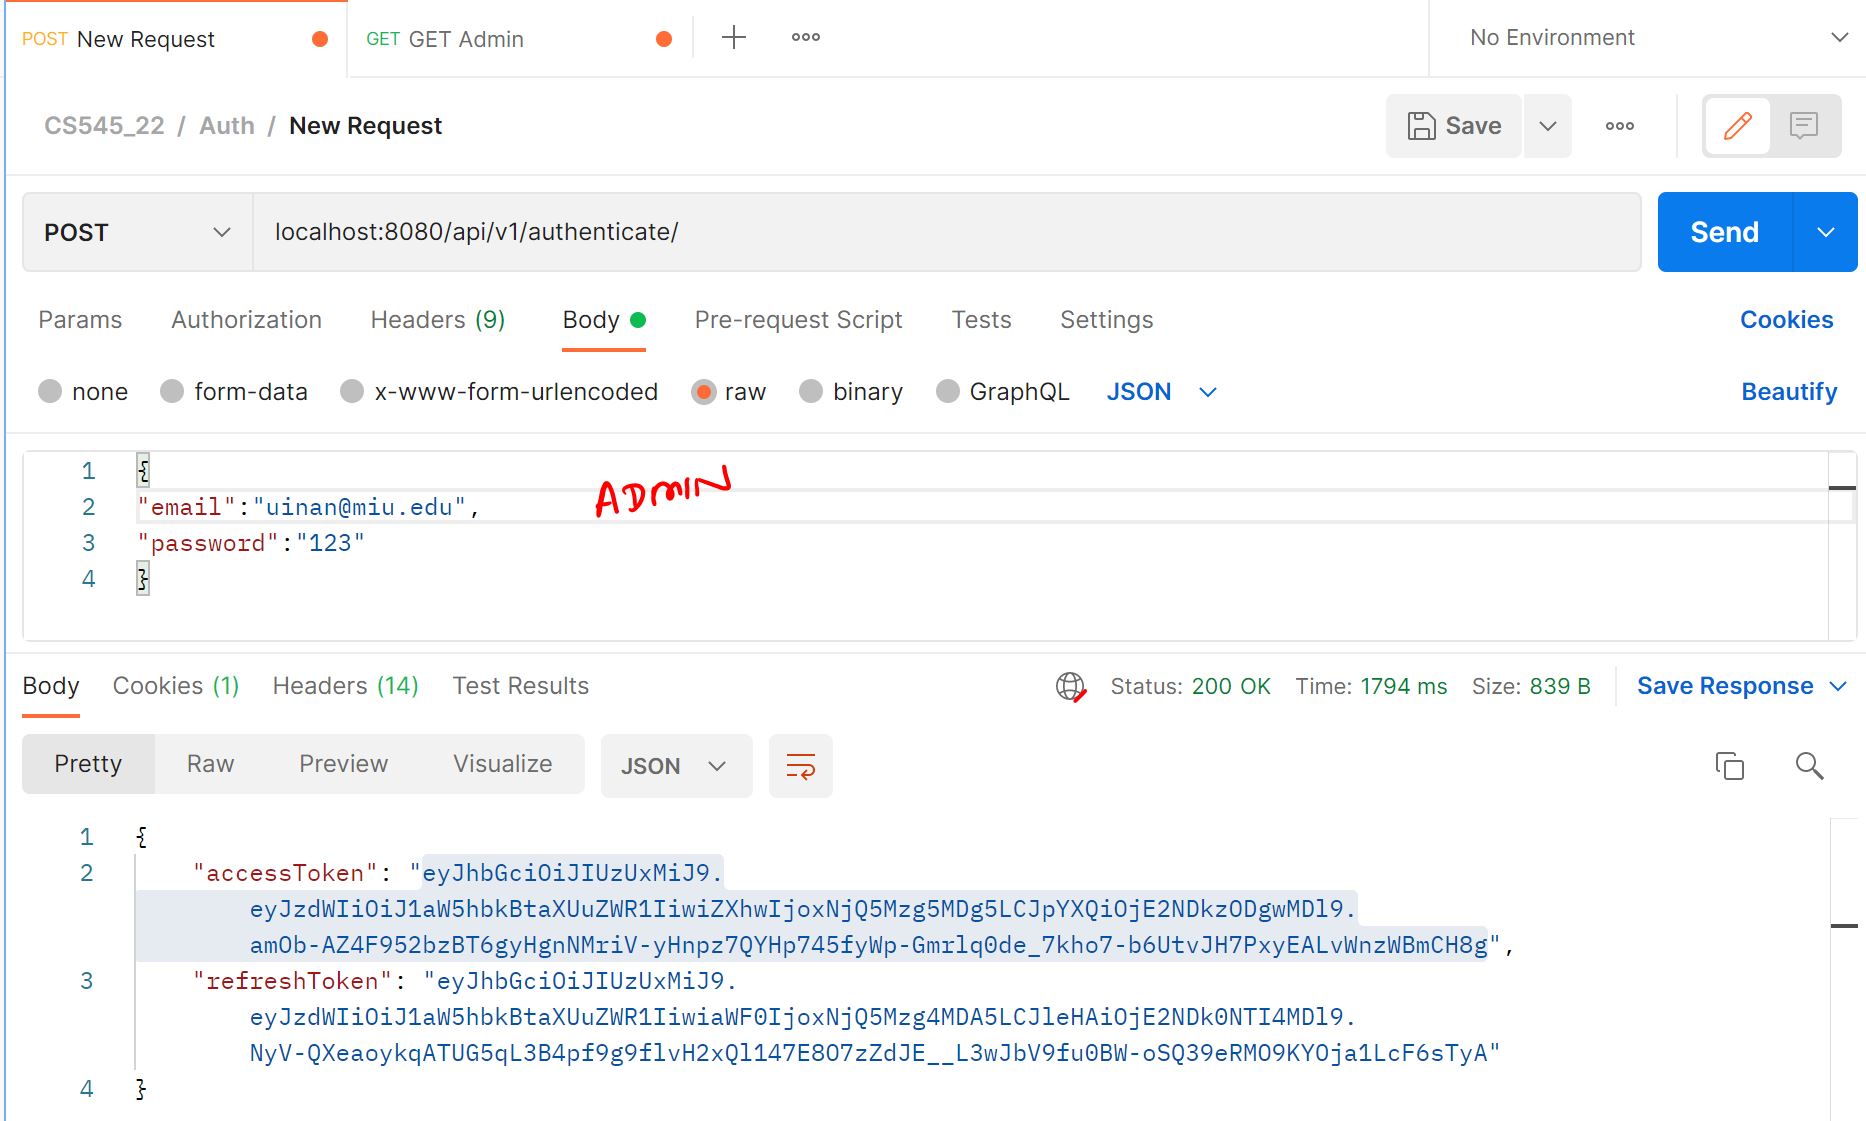 POST New Request
GET GET Admin
No Environment
CS545_22 / Auth / New Request
Save
POST
localhost:8080/api/v1/authenticate/
Send
Params Authorization Headers (9) Body Pre-request Script Tests Settings Cookies
none form-data x-www-form-urlencoded raw binary GraphQL JSON Beautify
1 {
2 "email":"uinan@miu.edu",
ADMIN
3 "password":"123"
4 }
Body Cookies (1) Headers (14) Test Results Status: 200 OK Time: 1794 ms Size: 839 B Save Response
Pretty Raw Preview Visualize JSON
1 {
2 "accessToken": "eyJhbGciOiJIUzUxMiJ9.
eyJzdWIiOiJ1aW5hbkBtaXUuZWR1IiwiZXhwIjoxNjQ5Mzg5MDg5LCJpYXQiOjE2NDkzODgwMDl9.
amOb-AZ4F952bzBT6gyHgnNMriV-yHnpz7QYHp745fyWp-Gmrlq0de_7kho7-b6UtvJH7PxyEALvWnzWBmCH8g",
3 "refreshToken": "eyJhbGciOiJIUzUxMiJ9.
eyJzdWIiOiJ1aW5hbkBtaXUuZWR1IiwiaWF0IjoxNjQ5Mzg4MDA5LCJleHAiOjE2NDk0NTI4MDl9.
NyV-QXeaoykqATUG5qL3B4pf9g9flvH2xQl147E8O7zZdJE__L3wJbV9fu0BW-oSQ39eRMO9KYOja1LcF6sTyA"
4 }